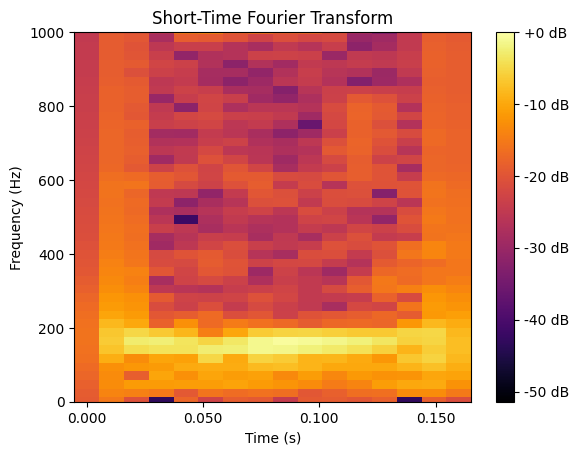 Short-Time Fourier Transform
Frequency (Hz)
1000
800
600
400
200
0
0.000
0.050
0.100
0.150
Time (s)
+0 dB
-10 dB
-20 dB
-30 dB
-40 dB
-50 dB